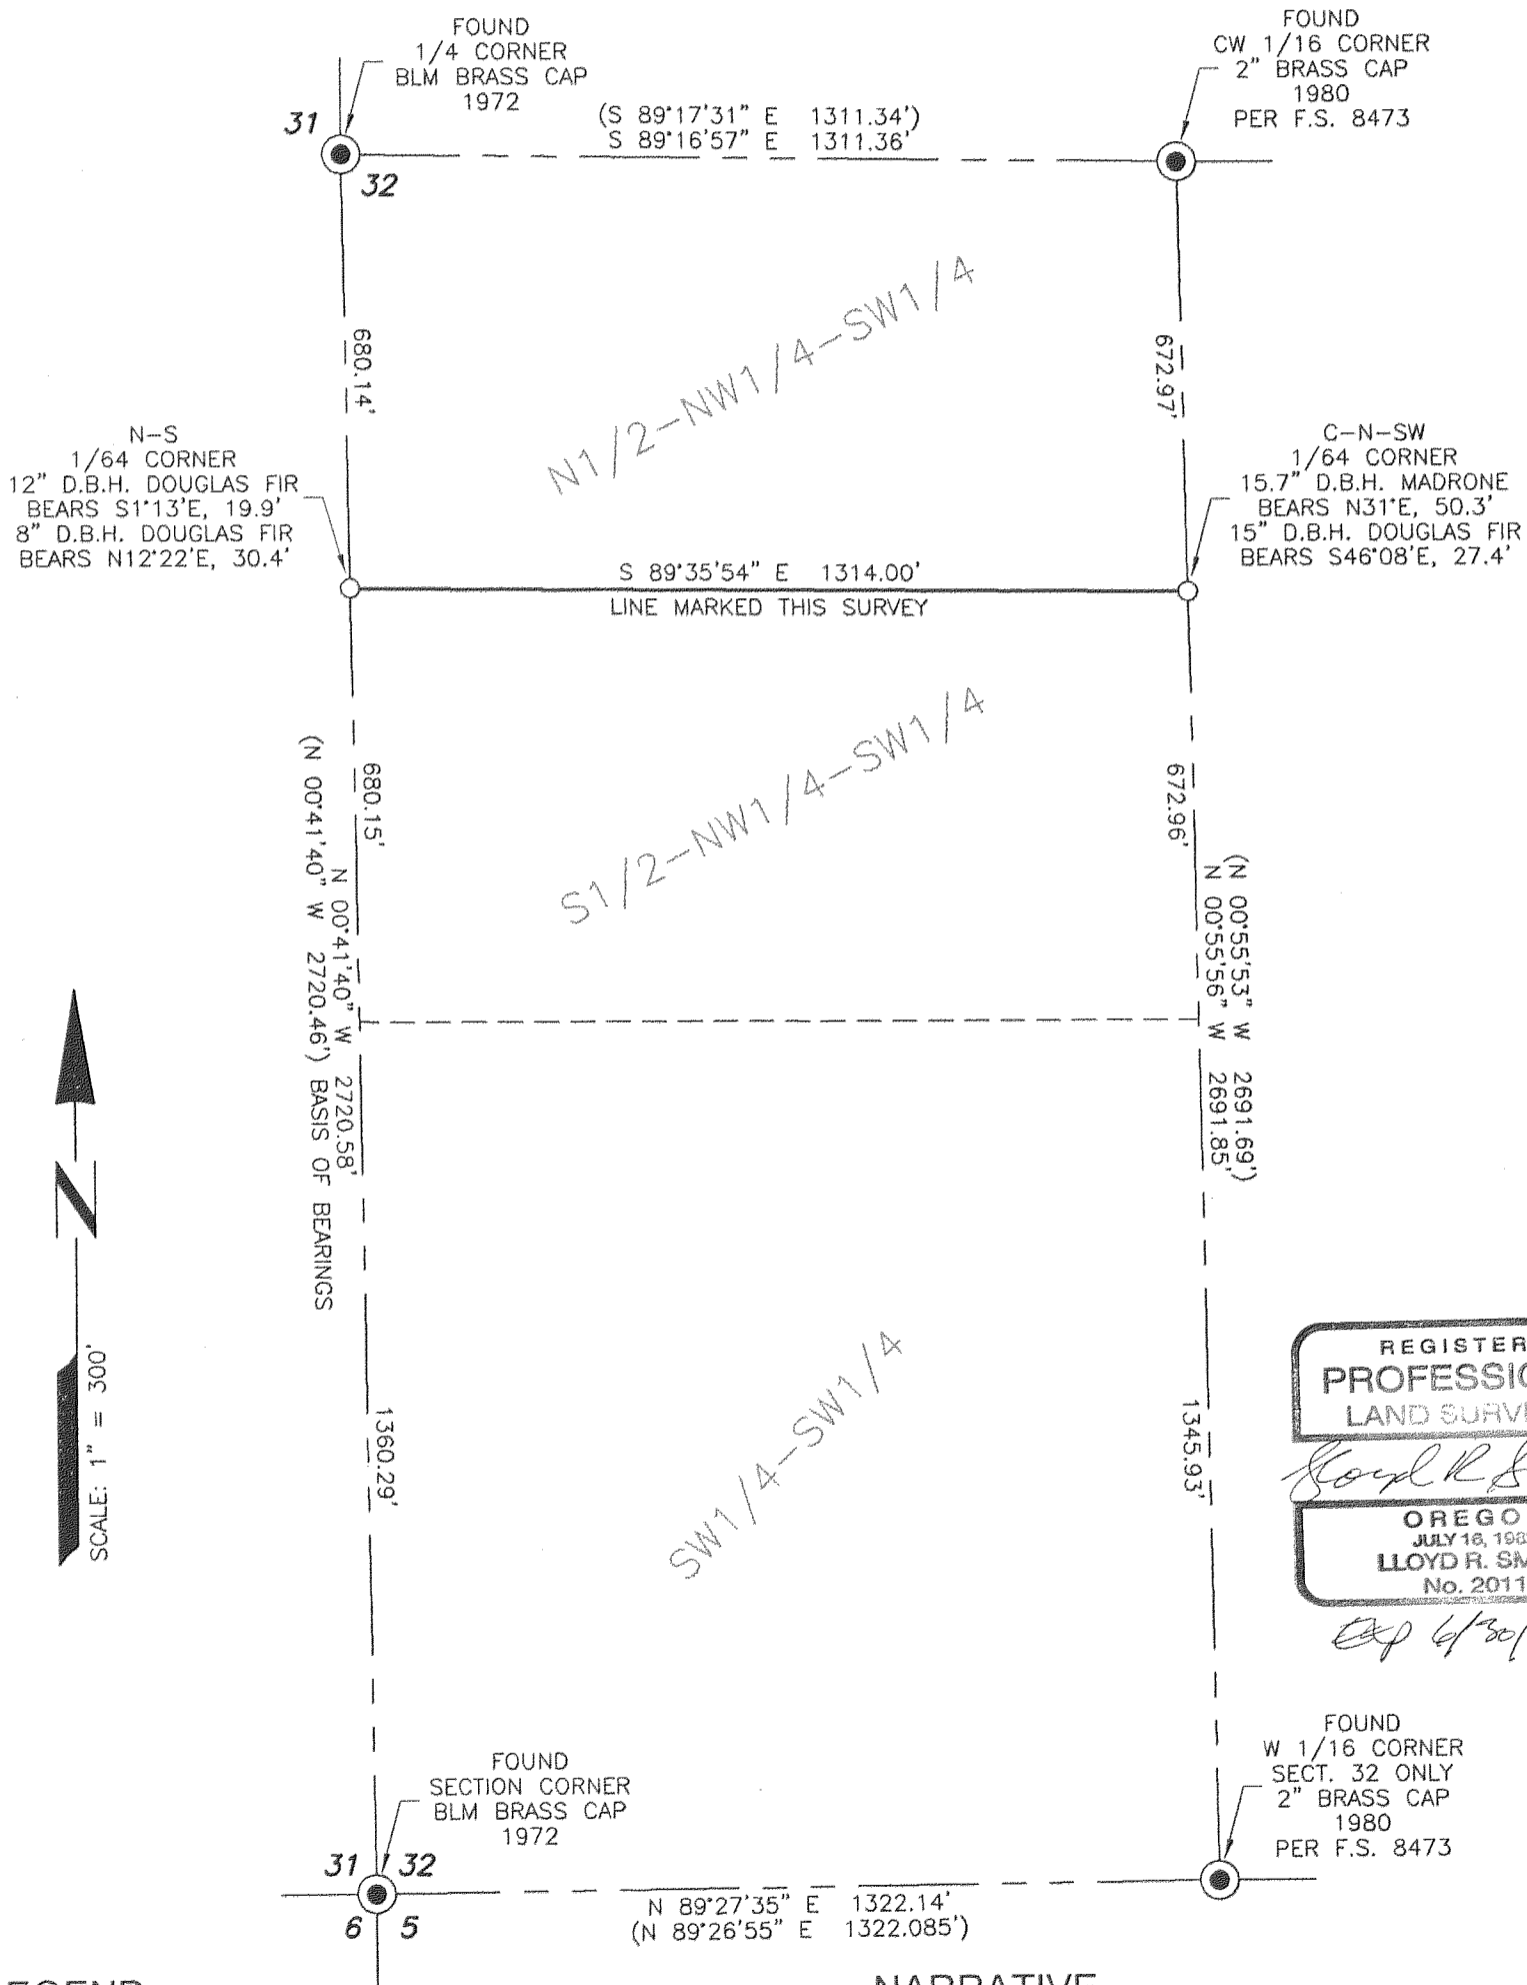 FOUND
1/4 CORNER
BLM BRASS CAP
1972
FOUND
CW 1/16 CORNER
2" BRASS CAP
1980
PER F.S. 8473
31
32
(S 89°17'31" E 1311.34')
S 89°16'57" E 1311.36'
680.14'
N1/2-NW1/4-SW1/4
672.97'
N-S
1/64 CORNER
12" D.B.H. DOUGLAS FIR
BEARS S1°13'E, 19.9'
8" D.B.H. DOUGLAS FIR
BEARS N12°22'E, 30.4'
C-N-SW
1/64 CORNER
15.7" D.B.H. MADRONE
BEARS N31°E, 50.3'
15" D.B.H. DOUGLAS FIR
BEARS S46°08'E, 27.4'
S 89°35'54" E 1314.00'
LINE MARKED THIS SURVEY
680.15'
S1/2-NW1/4-SW1/4
672.96'
N 00°41'40" W 2720.58'
(N 00°41'40" W 2720.46') BASIS OF BEARINGS
(N 00°55'53" W 2691.69')
N 00°55'56" W 2691.85'
N
SCALE: 1" = 300'
1360.29'
SW1/4-SW1/4
1345.93'
REGISTER
PROFESSIO
LAND SURV
Lloyd R S
OREGO
JULY 16, 198
LLOYD R. SM
No. 2011
Exp 6/30/
FOUND
SECTION CORNER
BLM BRASS CAP
1972
FOUND
W 1/16 CORNER
SECT. 32 ONLY
2" BRASS CAP
1980
PER F.S. 8473
31 32
6 5
N 89°27'35" E 1322.14'
(N 89°26'55" E 1322.085')